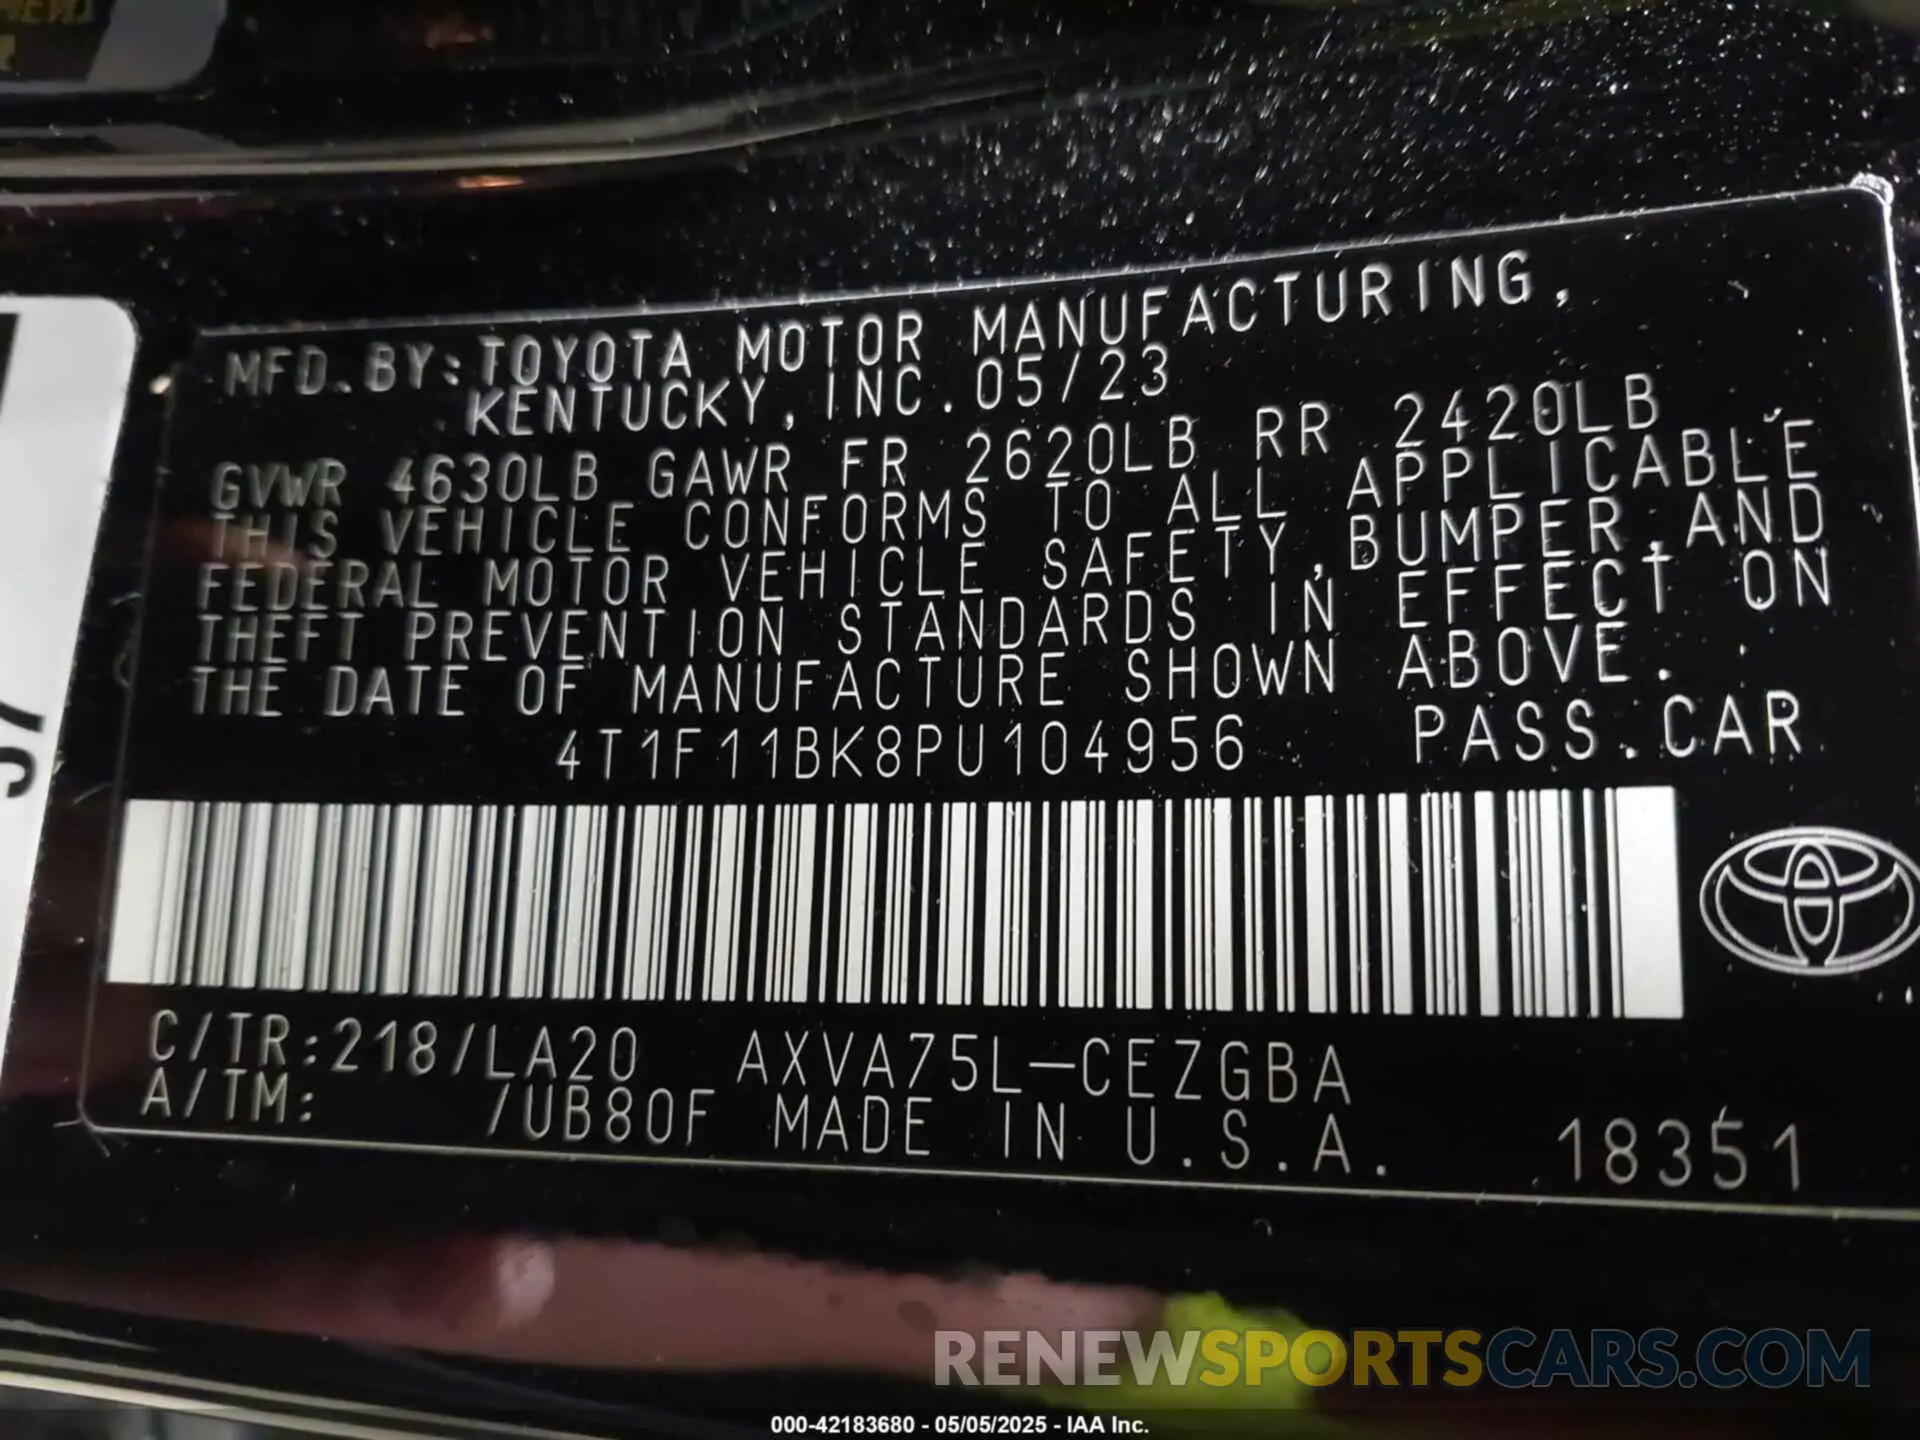 MFD. BY: TOYOTA MOTOR MANUFACTURING,
KENTUCKY, INC. 05/23
GVWR 4630LB GAWR FR 2620LB RR 2420LB
THIS VEHICLE CONFORMS TO ALL APPLICABLE
FEDERAL MOTOR VEHICLE SAFETY, BUMPER, AND
THEFT PREVENTION STANDARDS IN EFFECT ON
THE DATE OF MANUFACTURE SHOWN ABOVE.
4T1F11BK8PU104956 PASS. CAR
C/TR:218/LA20 AXVA75L-CEZGBA
A/TM: /UB80F MADE IN U.S.A. 18351
RENEWSPORTSCARS.COM
000-42183680 - 05/05/2025 - IAA Inc.